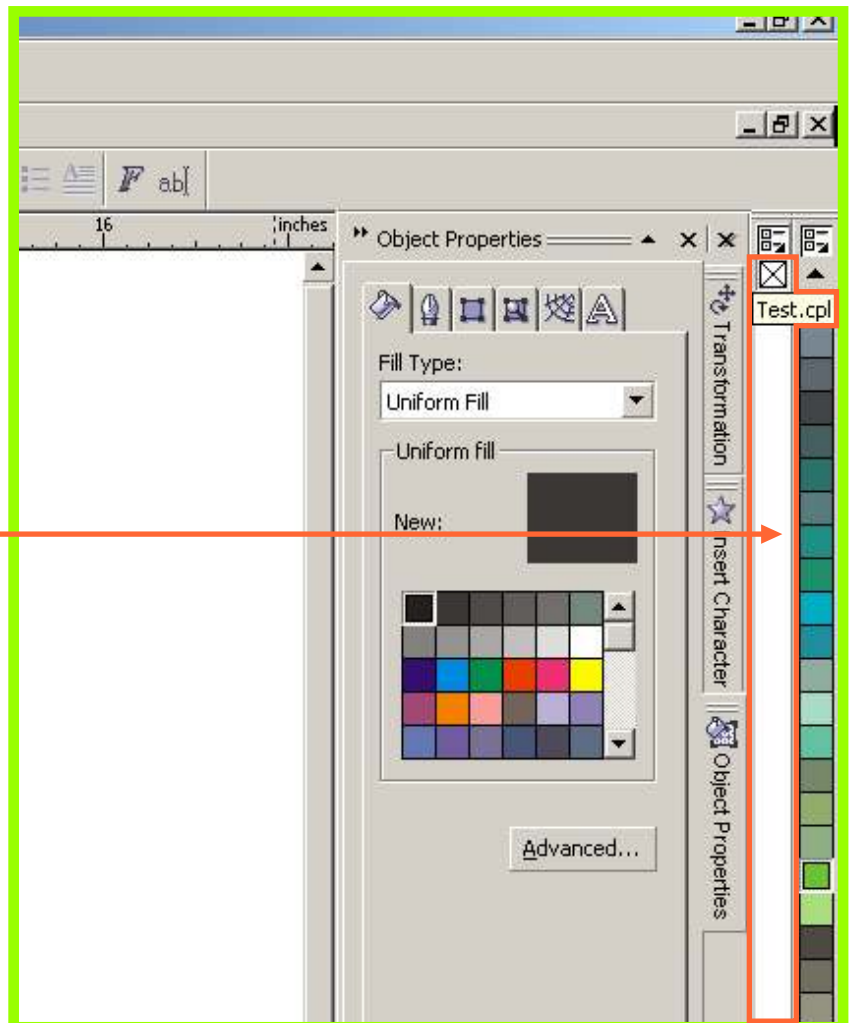 F ab
16 inches
Object Properties
Test.cpl
Fill Type:
Uniform Fill
Uniform fill
New:
Advanced...
Transformation
nsert Character
Object Properties